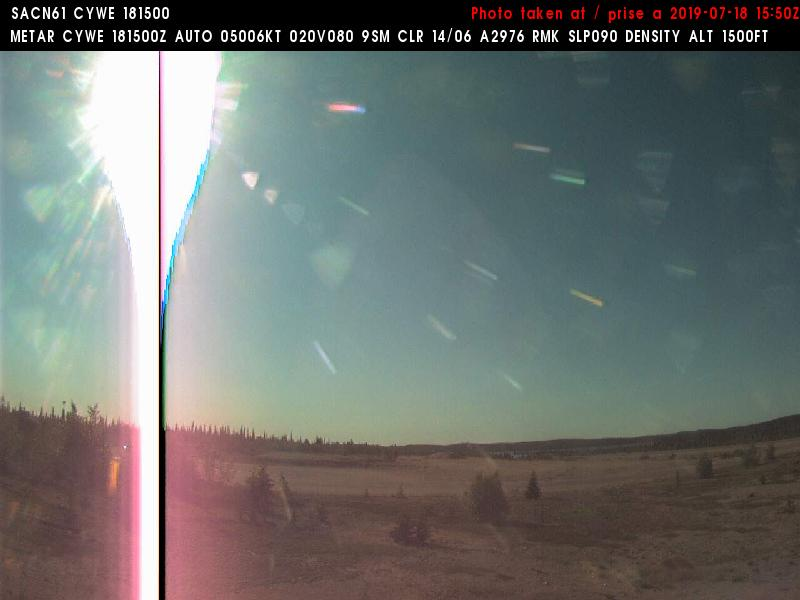 SACN61 CYWE 181500
Photo taken at / prise a 2019-07-18 15:50Z
METAR CYWE 181500Z AUTO 05006KT 020V080 9SM CLR 14/06 A2976 RMK SLP090 DENSITY ALT 1500FT